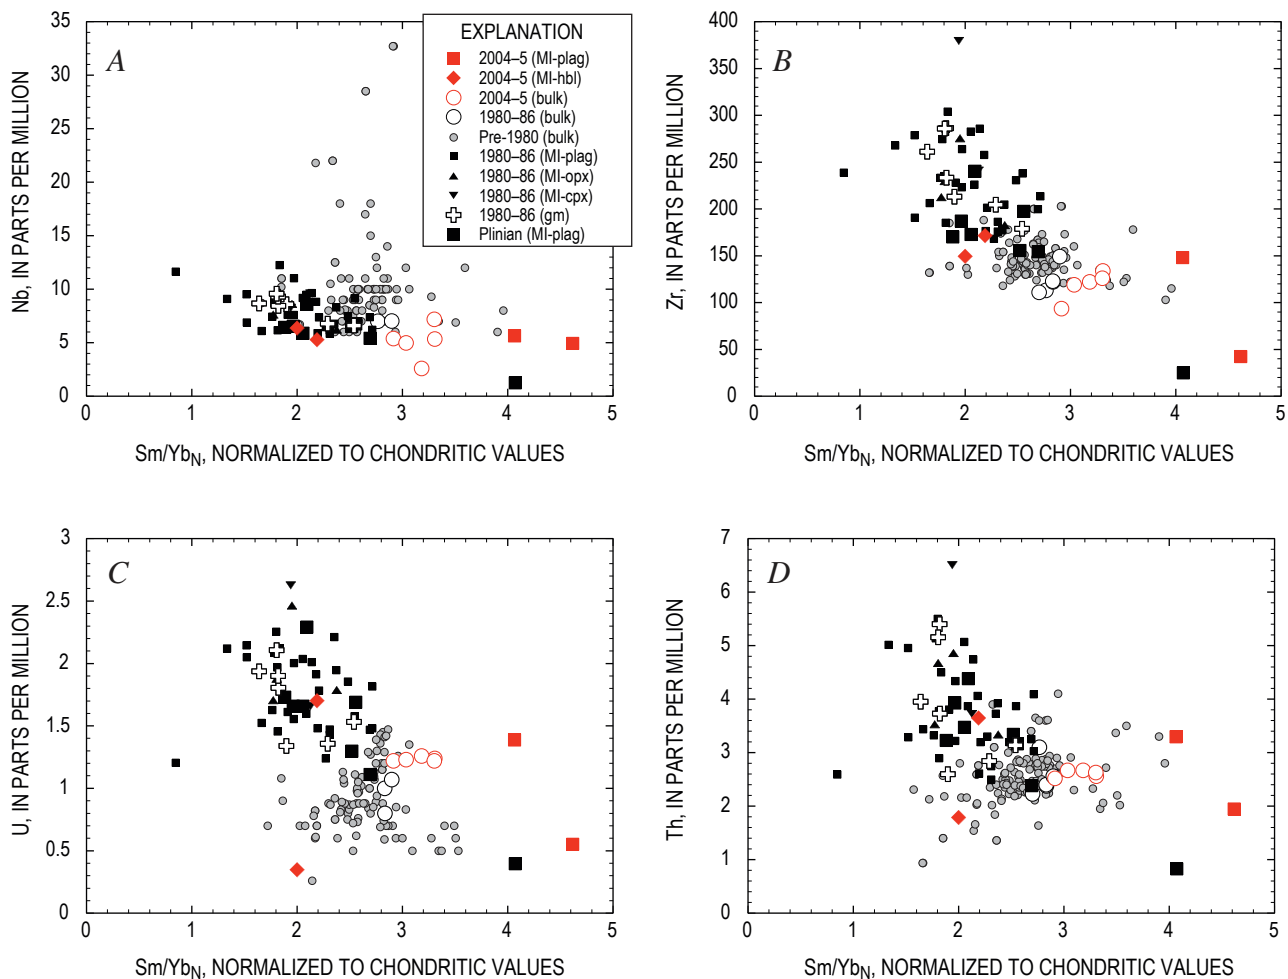 A
35
30
25
20
15
10
5
0
Nb, IN PARTS PER MILLION
0 1 2 3 4 5
Sm/YbN, NORMALIZED TO CHONDRITIC VALUES
EXPLANATION
2004–5 (MI-plag)
2004–5 (MI-hbl)
2004–5 (bulk)
1980–86 (bulk)
Pre-1980 (bulk)
1980–86 (MI-plag)
1980–86 (MI-opx)
1980–86 (MI-cpx)
1980–86 (gm)
Plinian (MI-plag)
B
400
350
300
250
200
150
100
50
0
Zr, IN PARTS PER MILLION
0 1 2 3 4 5
Sm/YbN, NORMALIZED TO CHONDRITIC VALUES
C
3
2.5
2
1.5
1
0.5
0
U, IN PARTS PER MILLION
0 1 2 3 4 5
Sm/YbN, NORMALIZED TO CHONDRITIC VALUES
D
7
6
5
4
3
2
1
0
Th, IN PARTS PER MILLION
0 1 2 3 4 5
Sm/YbN, NORMALIZED TO CHONDRITIC VALUES